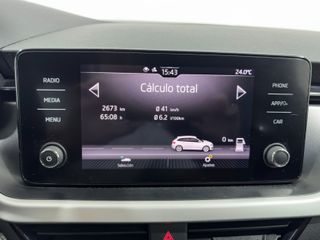 15:43
24.0°C
Cálculo total
RADIO
PHONE
MEDIA
APP/
MENU
CAR
2673 km
Ø 41 km/h
65:08 h
Ø 6.2 l/100km
0 km
Selección
Ajustes